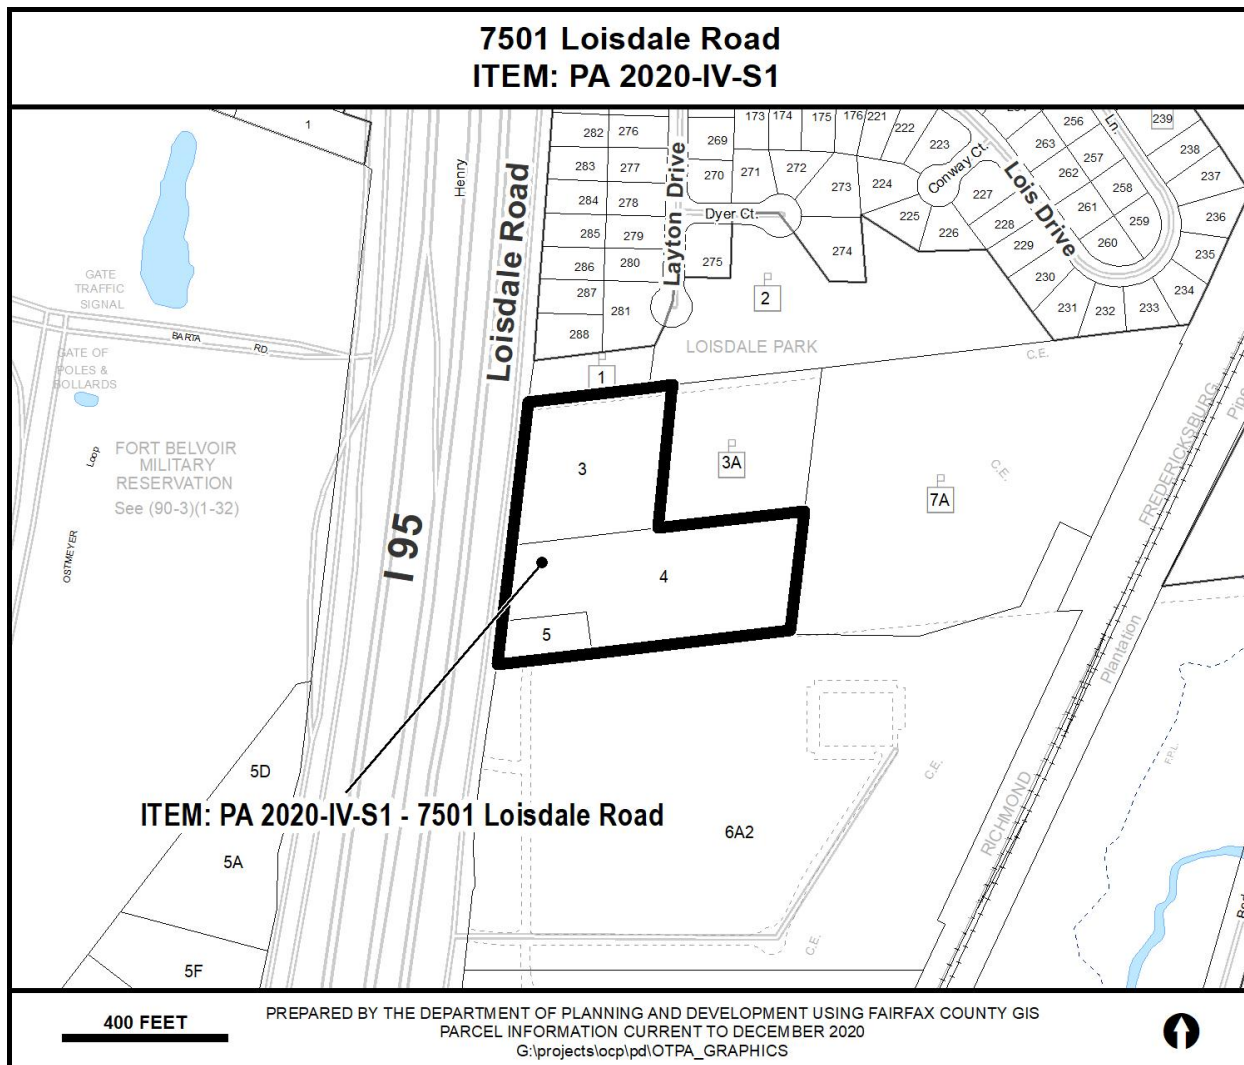 7501 Loisdale Road
ITEM: PA 2020-IV-S1
1
Henry
Loisdale Road
Layton Drive
282
276
283
277
284
278
285
279
286
280
287
281
288
269
270
271
275
173
174
175
176
221
222
223
272
273
224
274
225
226
227
228
229
230
231
232
233
234
235
236
237
238
239
256
257
258
259
260
261
262
263
Dyer Ct.
Conway Ct.
Lois Drive
Ln.
GATE
TRAFFIC
SIGNAL
BARTA
RD
GATE OF
POLES &
BOLLARDS
2
LOISDALE PARK
C.E.
1
FORT BELVOIR
MILITARY
RESERVATION
See (90-3)(1-32)
Loop
OSTMEYER
I 95
3
3A
7A
C.E.
4
5
FREDERICKSBURG
Plantation
RICHMOND
F.P.L.
5D
ITEM: PA 2020-IV-S1 - 7501 Loisdale Road
5A
6A2
C.E.
C.E.
5F
400 FEET
PREPARED BY THE DEPARTMENT OF PLANNING AND DEVELOPMENT USING FAIRFAX COUNTY GIS
PARCEL INFORMATION CURRENT TO DECEMBER 2020
G:\projects\ocp\pd\OTPA_GRAPHICS